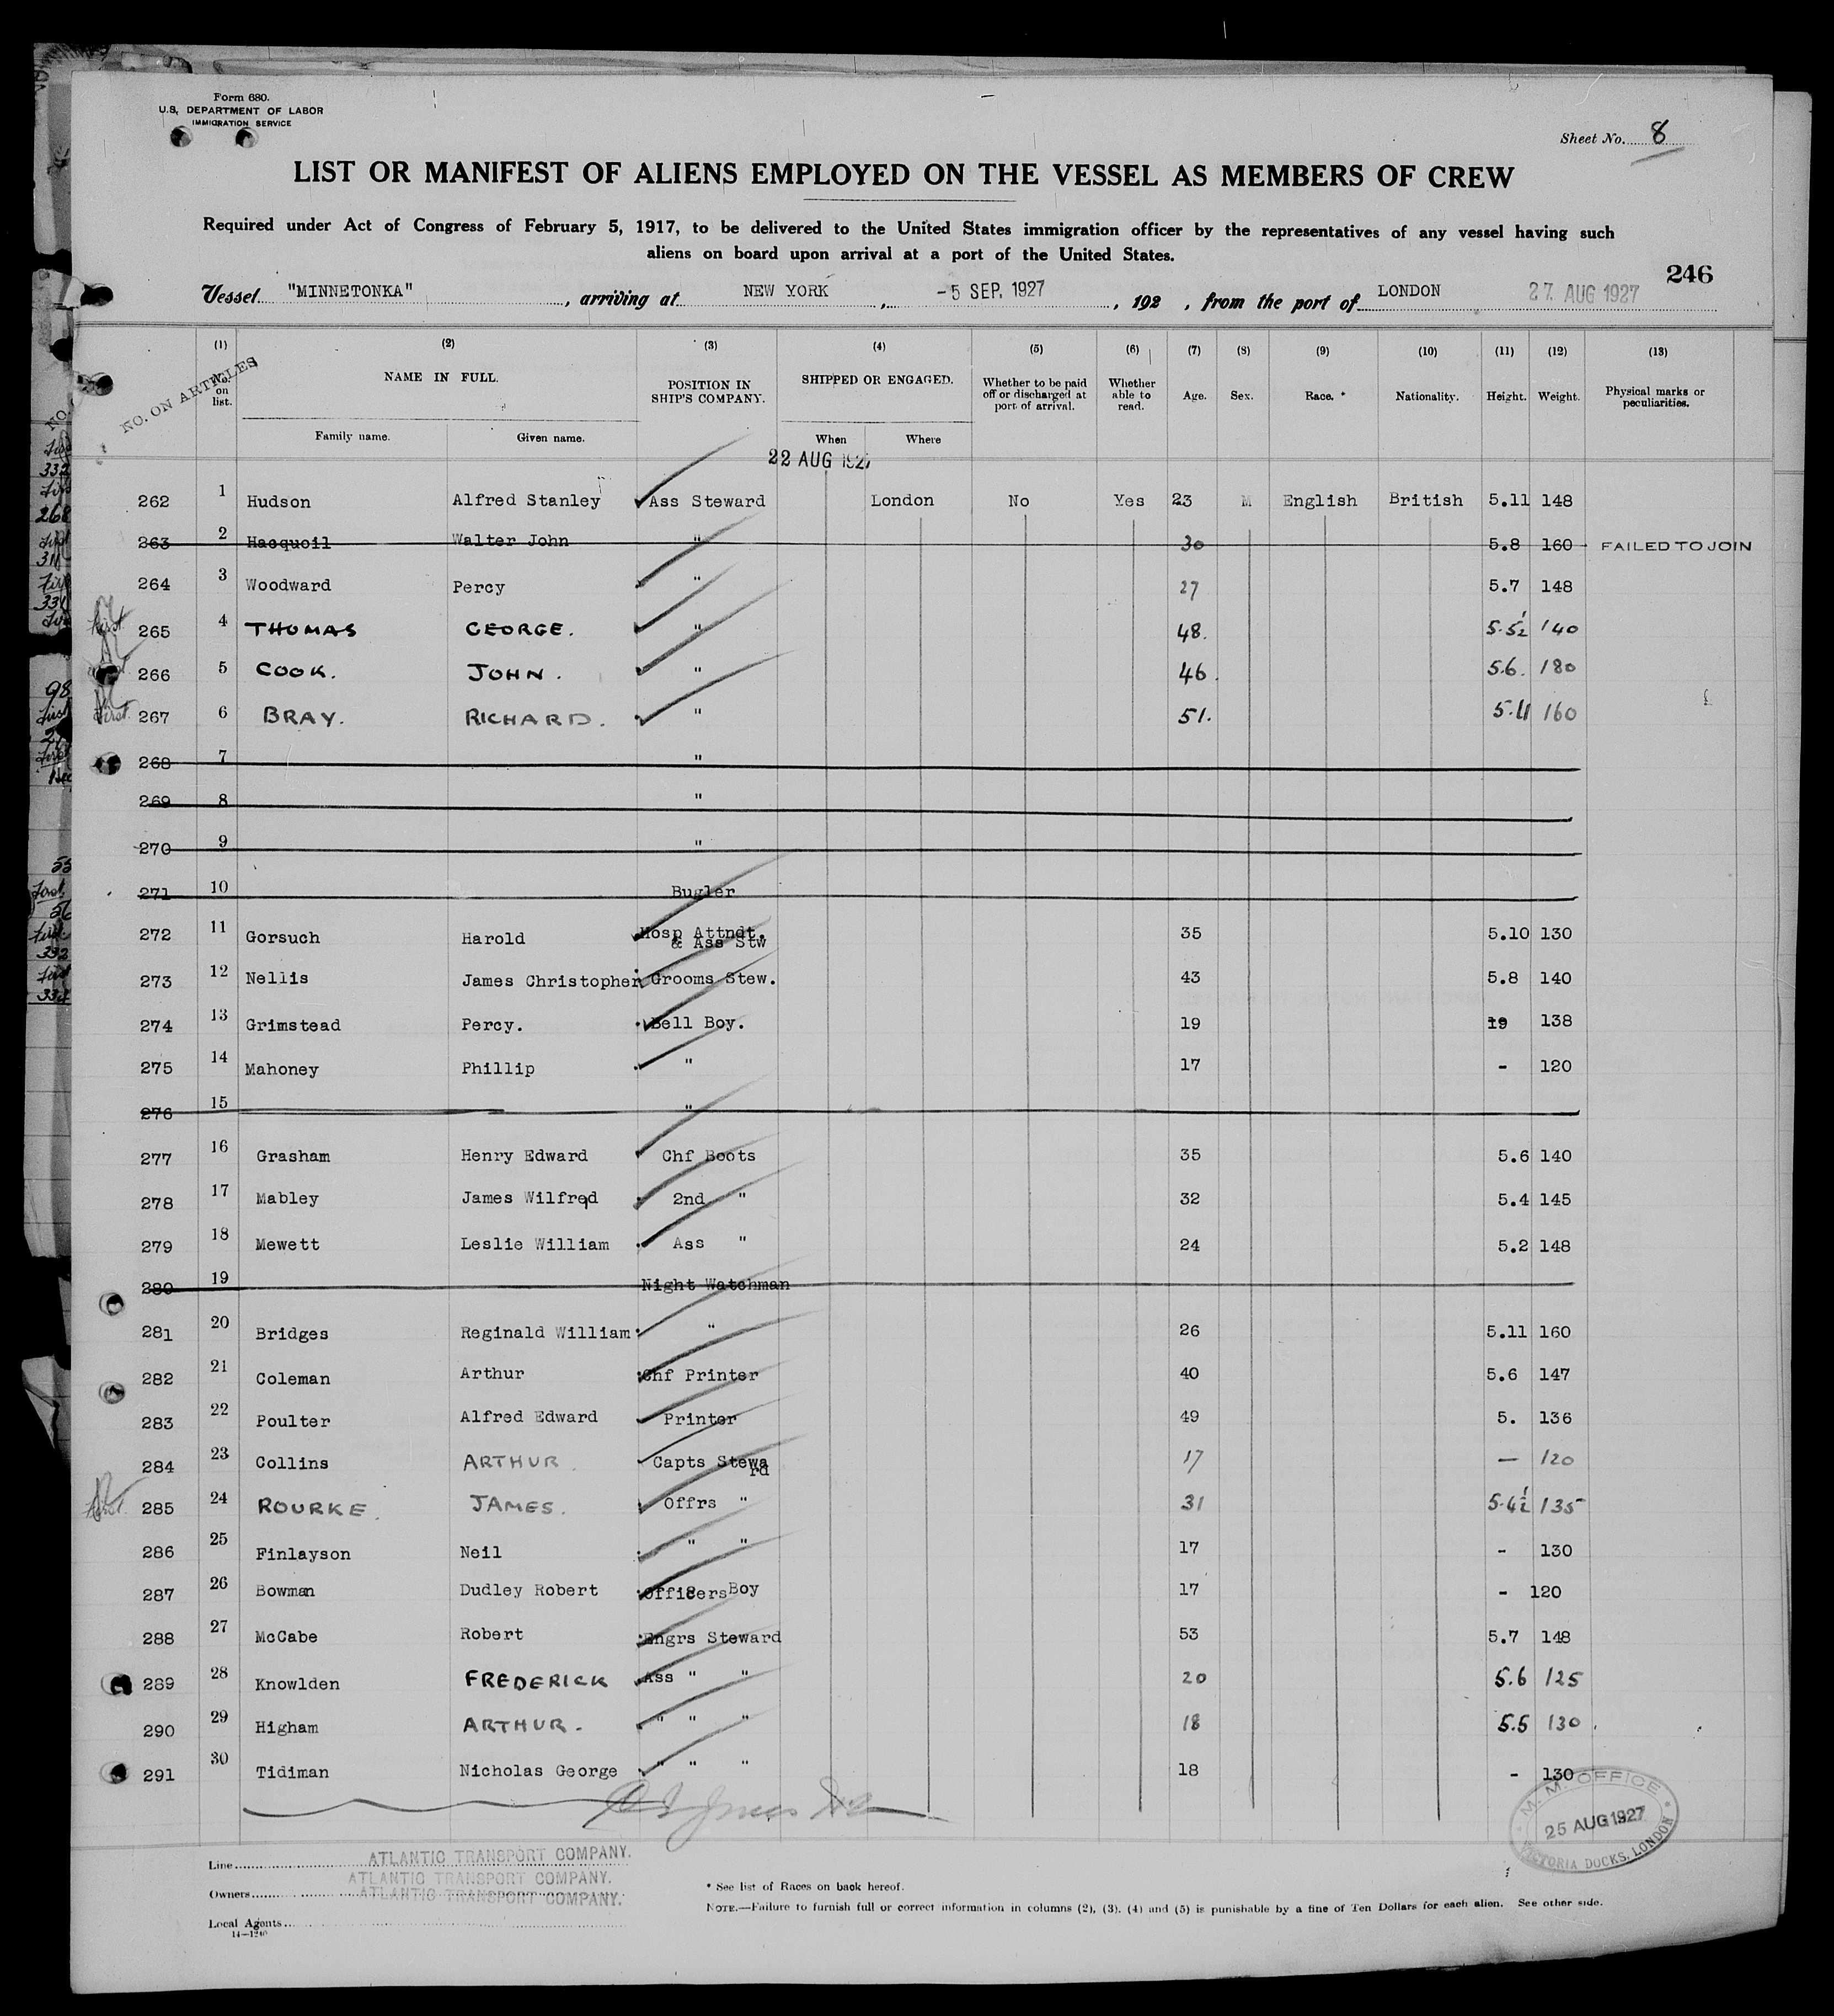 Form 680.
U.S. DEPARTMENT OF LABOR
IMMIGRATION SERVICE
Sheet No. 8
LIST OR MANIFEST OF ALIENS EMPLOYED ON THE VESSEL AS MEMBERS OF CREW
Required under Act of Congress of February 5, 1917, to be delivered to the United States immigration officer by the representatives of any vessel having such
aliens on board upon arrival at a port of the United States.
246
Vessel "MINNETONKA", arriving at NEW YORK, -5 SEP. 1927, 192 , from the port of LONDON 27. AUG 1927
(1) (2) (3) (4) (5) (6) (7) (8) (9) (10) (11) (12) (13)
NO. ON ARTICLES No. on list. NAME IN FULL. POSITION IN SHIP'S COMPANY. SHIPPED OR ENGAGED. Whether to be paid off or discharged at port of arrival. Whether able to read. Age. Sex. Race. * Nationality. Height. Weight. Physical marks or peculiarities.
Family name. Given name. When Where
22 AUG 1927
262 1 Hudson Alfred Stanley Ass Steward London No Yes 23 M English British 5.11 148
263 2 Hacquoil Walter John " 30 5.8 160 FAILED TO JOIN
264 3 Woodward Percy " 27 5.7 148
First 265 4 THOMAS GEORGE. " 48. 5.5½ 140
266 5 COOK. JOHN. " 46. 5.6. 180
First 267 6 BRAY. RICHARD. " 51. 5.11 160
268 7 "
269 8 "
270 9 "
271 10 Bugler
272 11 Gorsuch Harold Hosp Attndt. & Ass Stw 35 5.10 130
273 12 Nellis James Christopher Grooms Stew. 43 5.8 140
274 13 Grimstead Percy. Bell Boy. 19 19 138
275 14 Mahoney Phillip " 17 - 120
276 15 "
277 16 Grasham Henry Edward Chf Boots 35 5.6 140
278 17 Mabley James Wilfred 2nd " 32 5.4 145
279 18 Mewett Leslie William Ass " 24 5.2 148
280 19 Night Watchman
281 20 Bridges Reginald William " 26 5.11 160
282 21 Coleman Arthur Chf Printer 40 5.6 147
283 22 Poulter Alfred Edward Printer 49 5. 136
284 23 Collins ARTHUR Capts Steward 17 — 120
First 285 24 ROURKE. JAMES. Offrs " 31 5.4½ 135
286 25 Finlayson Neil " " 17 - 130
287 26 Bowman Dudley Robert Officers Boy 17 - 120
288 27 McCabe Robert Engrs Steward 53 5.7 148
289 28 Knowlden FREDERICK Ass " " 20 5.6 125
290 29 Higham ARTHUR. " " " 18 5.5 130
291 30 Tidiman Nicholas George " " " 18 - 130
M. M. OFFICE
25 AUG 1927
VICTORIA DOCKS, LONDON
Line ATLANTIC TRANSPORT COMPANY.
ATLANTIC TRANSPORT COMPANY.
Owners ATLANTIC TRANSPORT COMPANY.
Local Agents
14—1240
* See list of Races on back hereof.
NOTE.—Failure to furnish full or correct information in columns (2), (3), (4) and (5) is punishable by a fine of Ten Dollars for each alien. See other side.